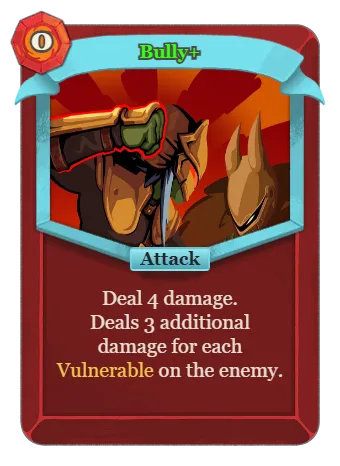 0
Bully+
Attack
Deal 4 damage.
Deals 3 additional
damage for each
Vulnerable on the enemy.